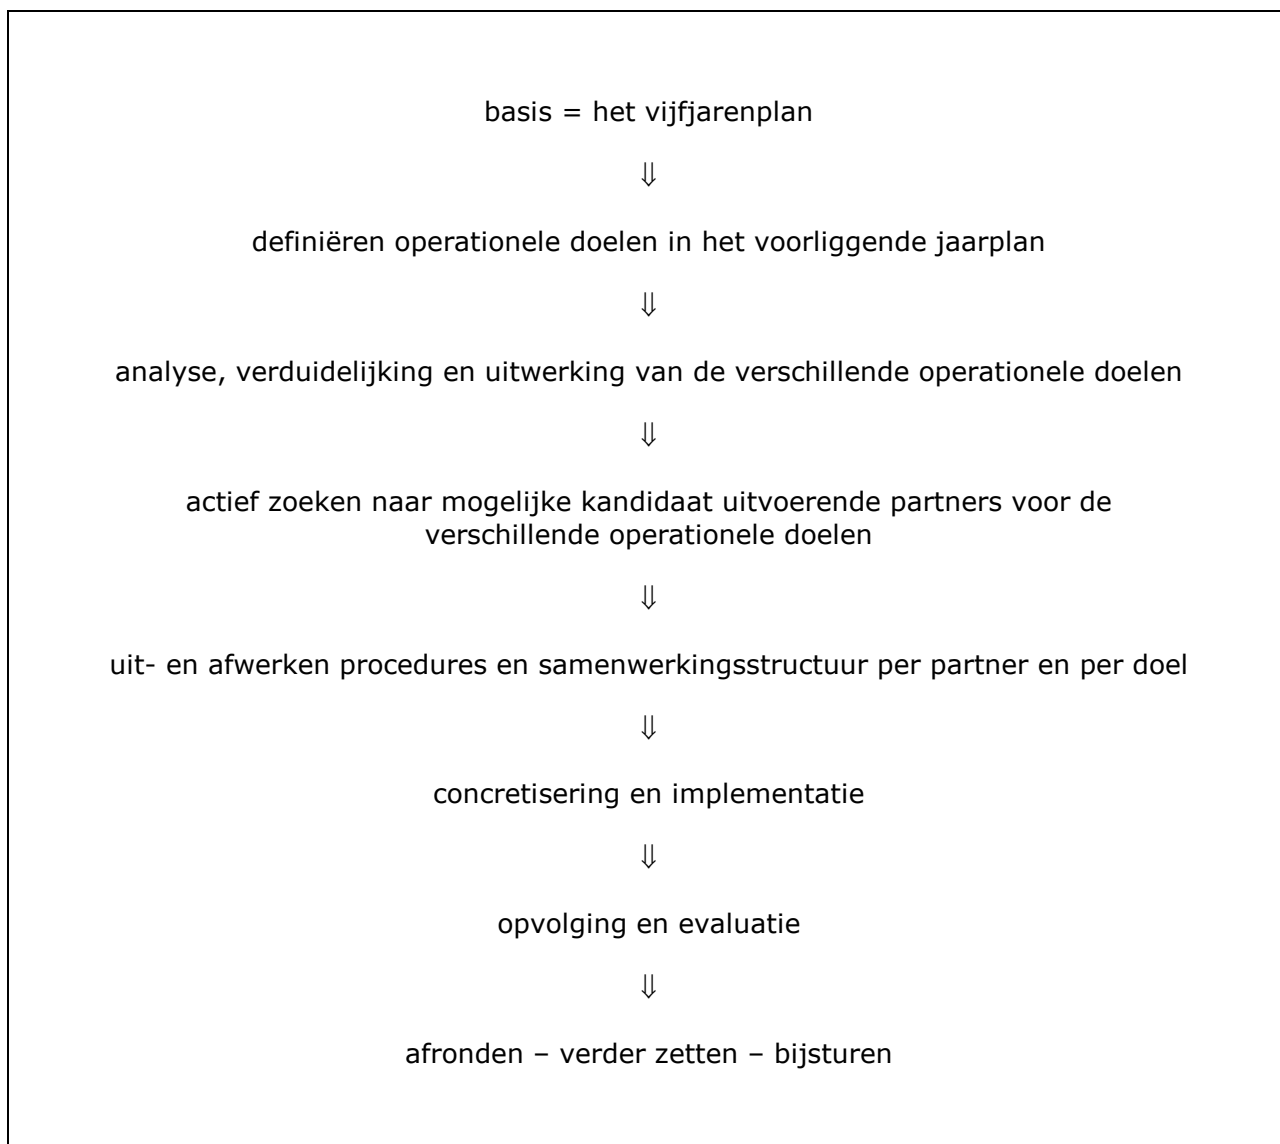 basis = het vijfjarenplan
⇓
definiëren operationele doelen in het voorliggende jaarplan
⇓
analyse, verduidelijking en uitwerking van de verschillende operationele doelen
⇓
actief zoeken naar mogelijke kandidaat uitvoerende partners voor de
verschillende operationele doelen
⇓
uit- en afwerken procedures en samenwerkingsstructuur per partner en per doel
⇓
concretisering en implementatie
⇓
opvolging en evaluatie
⇓
afronden – verder zetten – bijsturen